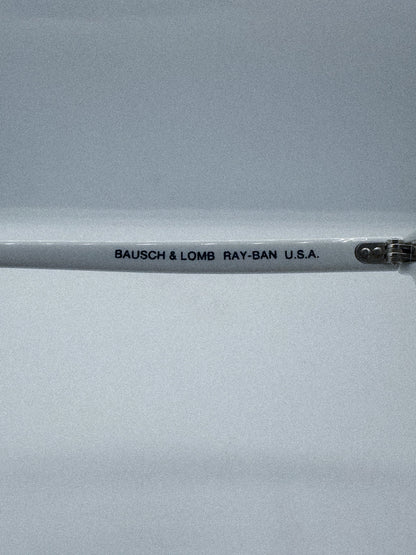 BAUSCH & LOMB RAY-BAN U.S.A.